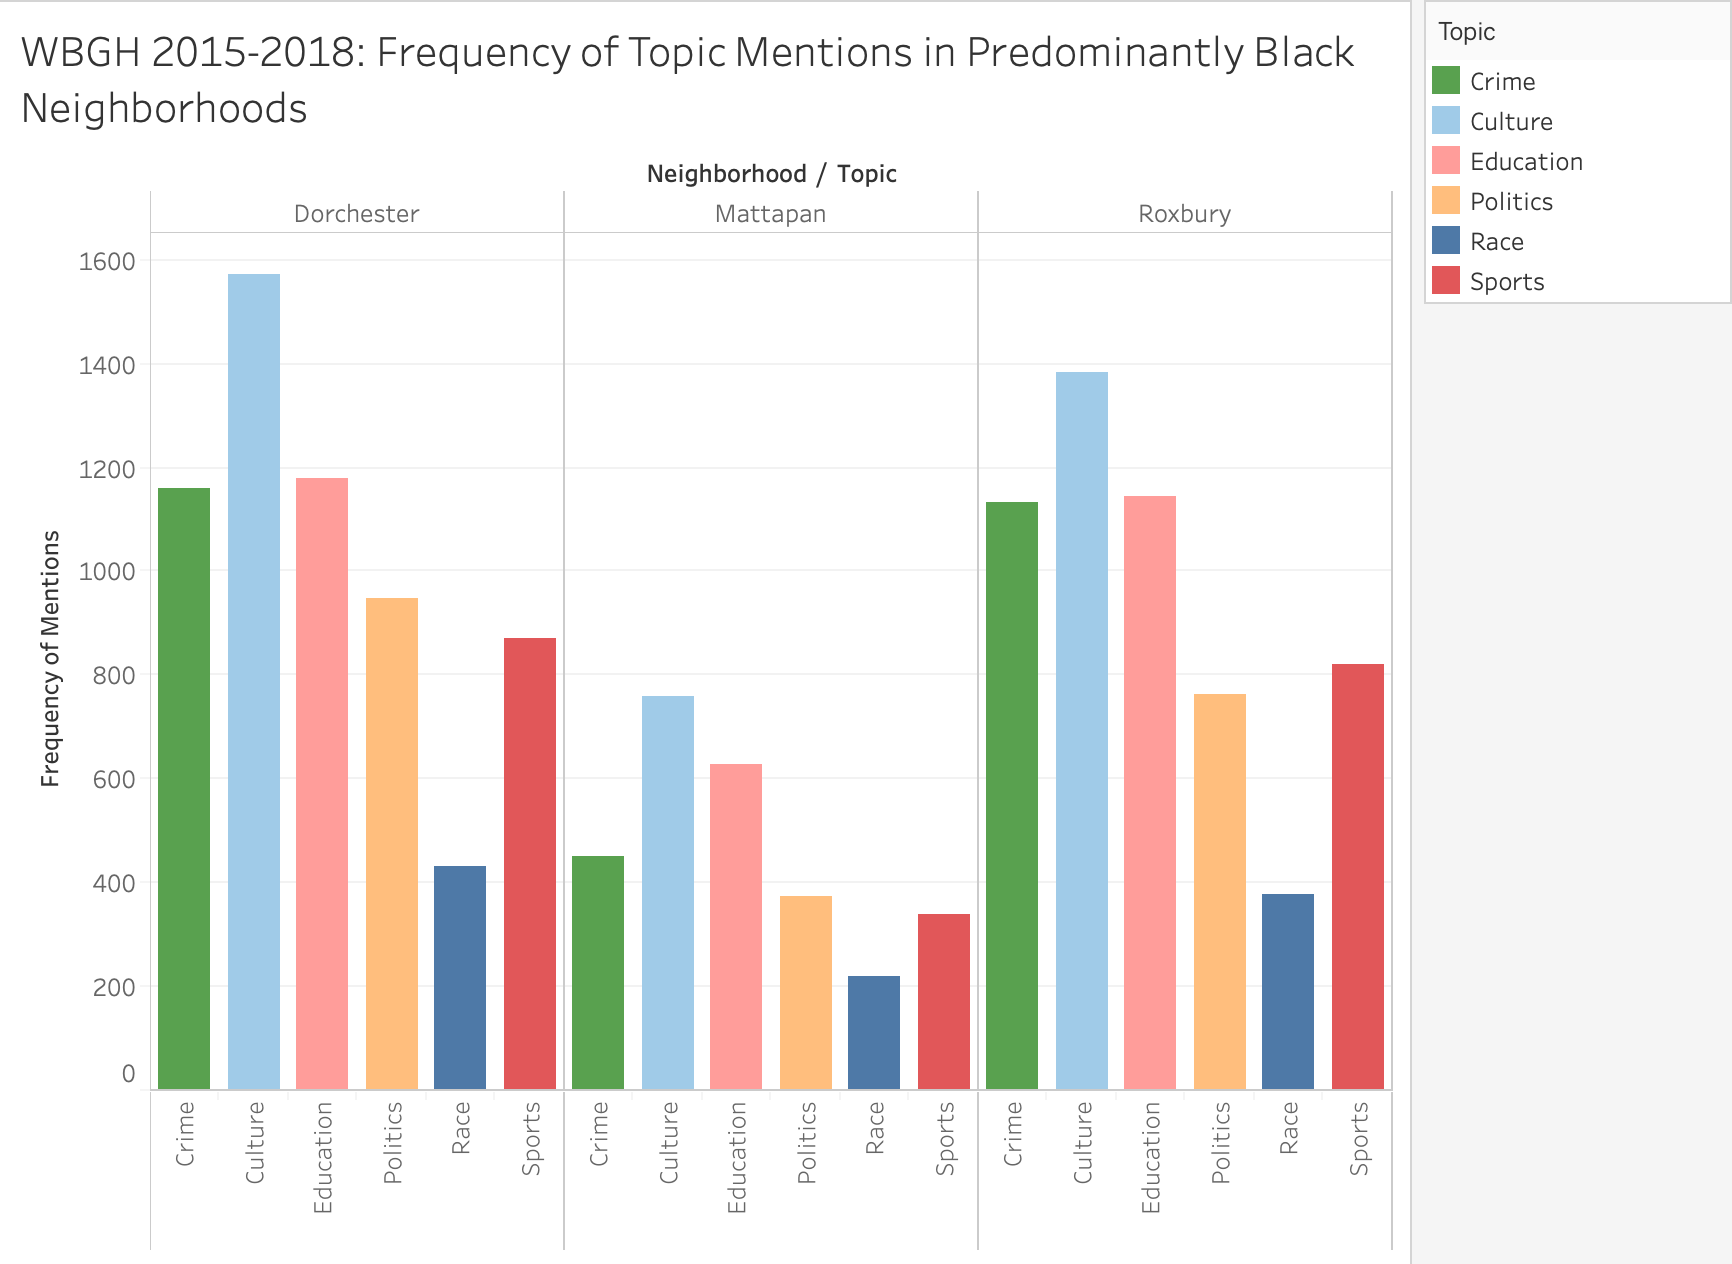 WBGH 2015-2018: Frequency of Topic Mentions in Predominantly Black
Neighborhoods
Neighborhood / Topic
Dorchester
Mattapan
Roxbury
Frequency of Mentions
1600
1400
1200
1000
800
600
400
200
0
Crime
Culture
Education
Politics
Race
Sports
Crime
Culture
Education
Politics
Race
Sports
Crime
Culture
Education
Politics
Race
Sports
Topic
Crime
Culture
Education
Politics
Race
Sports